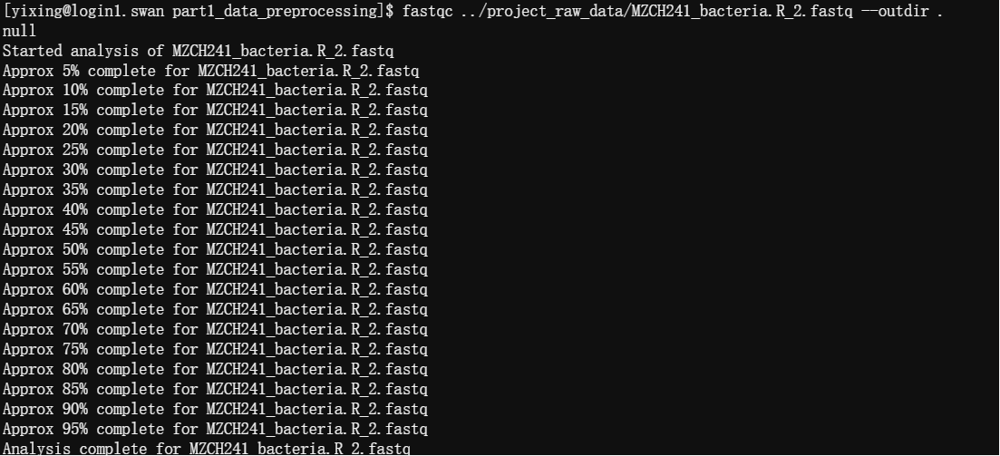 [yixing@login1.swan part1_data_preprocessing]$ fastqc ../project_raw_data/MZCH241_bacteria.R_2.fastq --outdir .
null
Started analysis of MZCH241_bacteria.R_2.fastq
Approx 5% complete for MZCH241_bacteria.R_2.fastq
Approx 10% complete for MZCH241_bacteria.R_2.fastq
Approx 15% complete for MZCH241_bacteria.R_2.fastq
Approx 20% complete for MZCH241_bacteria.R_2.fastq
Approx 25% complete for MZCH241_bacteria.R_2.fastq
Approx 30% complete for MZCH241_bacteria.R_2.fastq
Approx 35% complete for MZCH241_bacteria.R_2.fastq
Approx 40% complete for MZCH241_bacteria.R_2.fastq
Approx 45% complete for MZCH241_bacteria.R_2.fastq
Approx 50% complete for MZCH241_bacteria.R_2.fastq
Approx 55% complete for MZCH241_bacteria.R_2.fastq
Approx 60% complete for MZCH241_bacteria.R_2.fastq
Approx 65% complete for MZCH241_bacteria.R_2.fastq
Approx 70% complete for MZCH241_bacteria.R_2.fastq
Approx 75% complete for MZCH241_bacteria.R_2.fastq
Approx 80% complete for MZCH241_bacteria.R_2.fastq
Approx 85% complete for MZCH241_bacteria.R_2.fastq
Approx 90% complete for MZCH241_bacteria.R_2.fastq
Approx 95% complete for MZCH241_bacteria.R_2.fastq
Analysis complete for MZCH241_bacteria.R_2.fastq